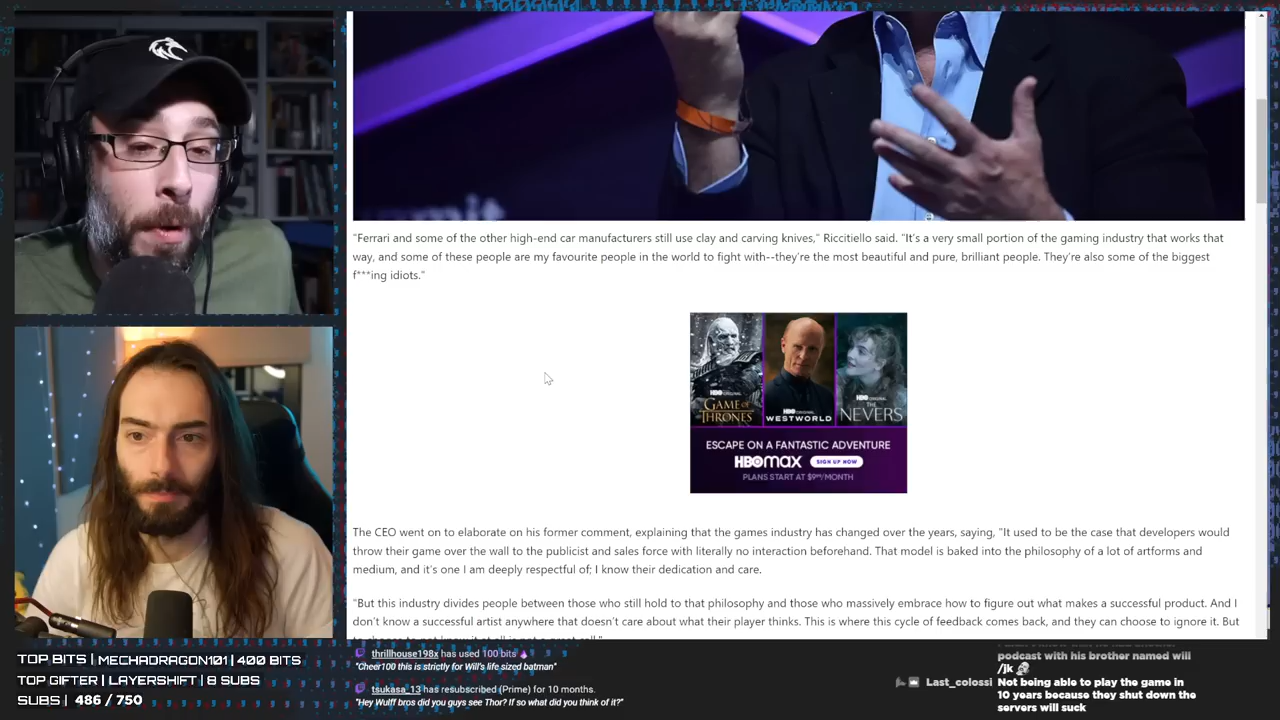 "Ferrari and some of the other high-end car manufacturers still use clay and carving knives," Riccitiello said. "It's a very small portion of the gaming industry that works that
way, and some of these people are my favourite people in the world to fight with--they're the most beautiful and pure, brilliant people. They're also some of the biggest
f***ing idiots."
HBO ORIGINAL
GAME OF THRONES
HBO ORIGINAL
WESTWORLD
HBO ORIGINAL
THE NEVERS
ESCAPE ON A FANTASTIC ADVENTURE
HBOmax SIGN UP NOW
PLANS START AT $9⁹⁹/MONTH
The CEO went on to elaborate on his former comment, explaining that the games industry has changed over the years, saying, "It used to be the case that developers would
throw their game over the wall to the publicist and sales force with literally no interaction beforehand. That model is baked into the philosophy of a lot of artforms and
medium, and it's one I am deeply respectful of; I know their dedication and care.
"But this industry divides people between those who still hold to that philosophy and those who massively embrace how to figure out what makes a successful product. And I
don't know a successful artist anywhere that doesn't care about what their player thinks. This is where this cycle of feedback comes back, and they can choose to ignore it. But
TOP BITS | MECHADRAGON101 | 400 BITS
TOP GIFTER | LAYERSHIFT | 8 SUBS
SUBS | 486 / 750
thrillhouse198x has used 100 bits
"Cheer100 this is strictly for Will's life sized batman"
tsukasa_13 has resubscribed (Prime) for 10 months.
"Hey Wulff bros did you guys see Thor? If so what did you think of it?"
podcast with his brother named will
/jk
Last_colossi Not being able to play the game in
10 years because they shut down the
servers will suck